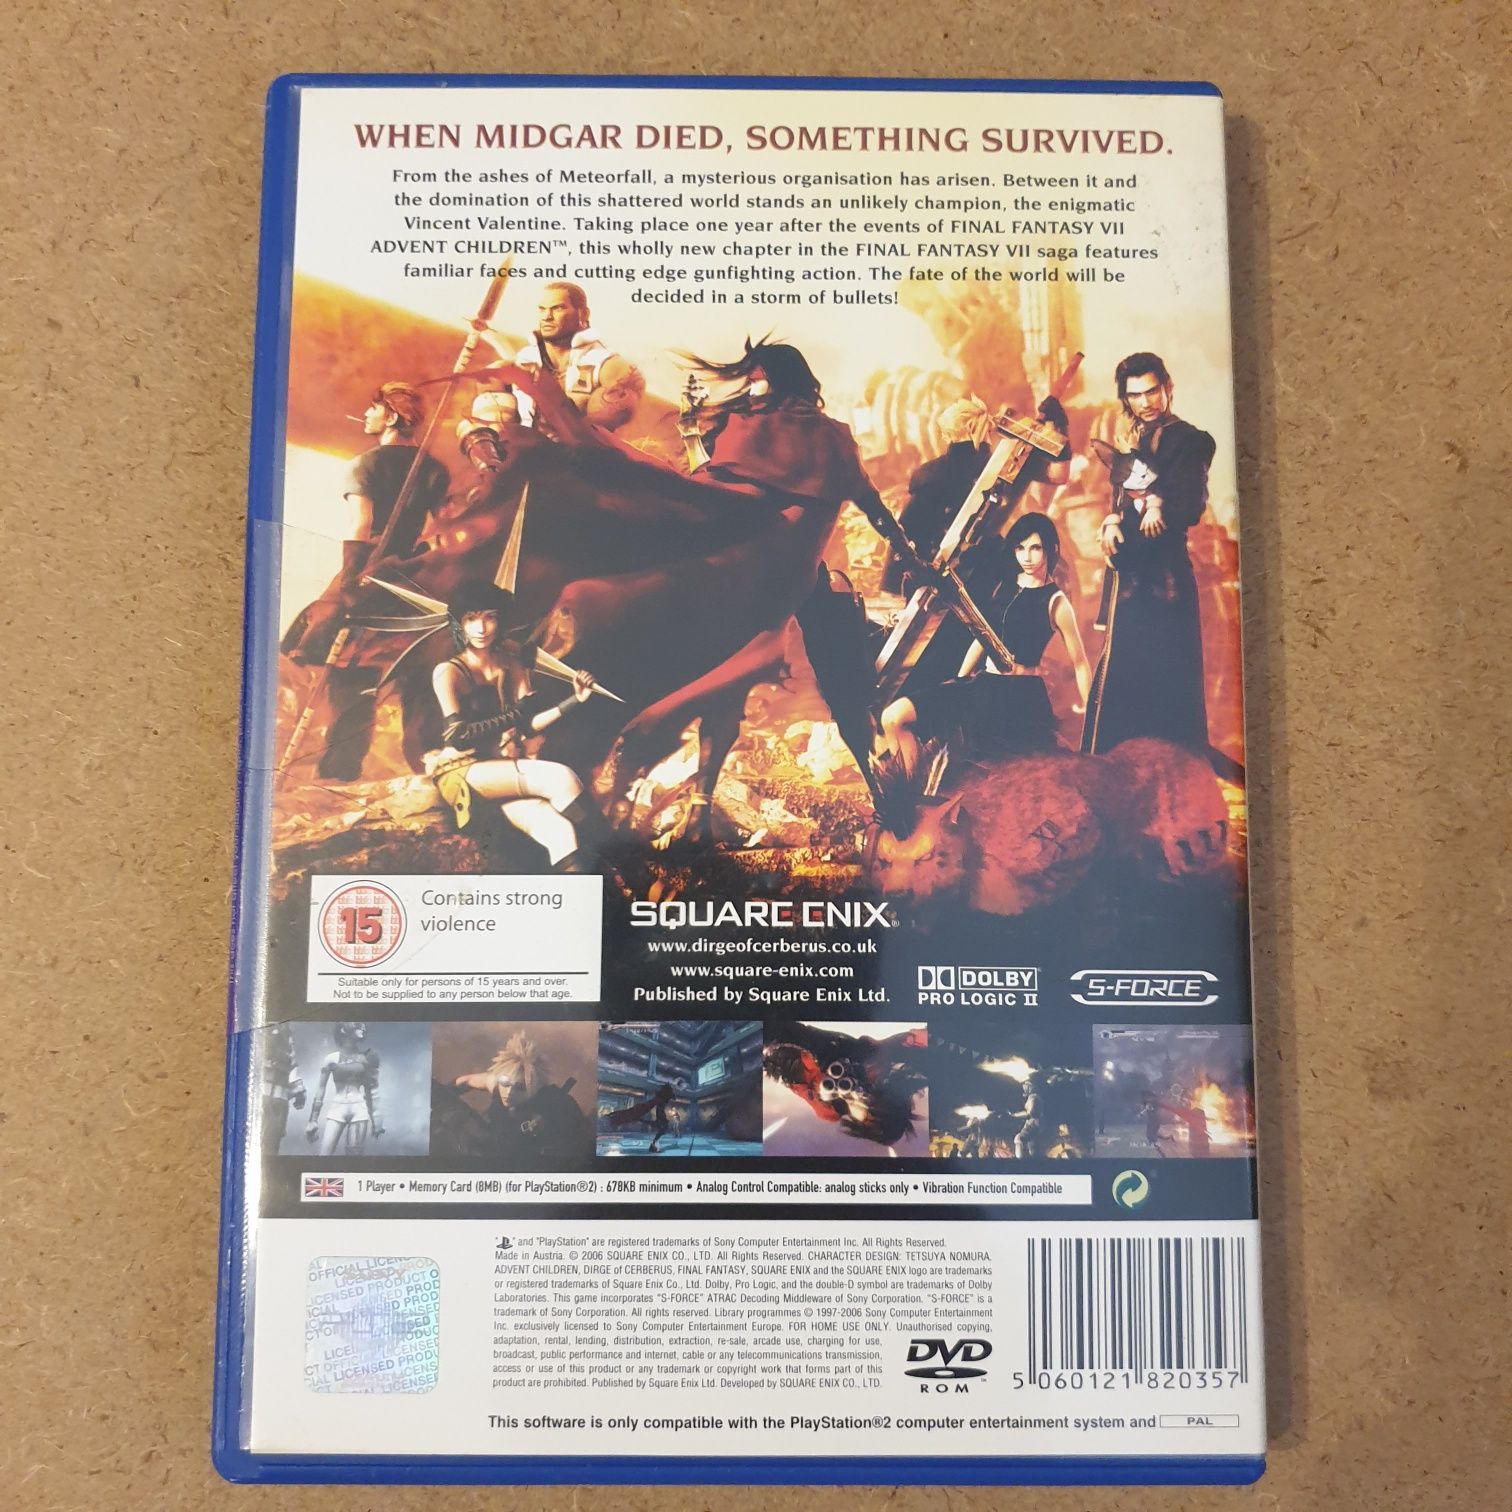 WHEN MIDGAR DIED, SOMETHING SURVIVED.
From the ashes of Meteorfall, a mysterious organisation has arisen. Between it and
the domination of this shattered world stands an unlikely champion, the enigmatic
Vincent Valentine. Taking place one year after the events of FINAL FANTASY VII
ADVENT CHILDREN™, this wholly new chapter in the FINAL FANTASY VII saga features
familiar faces and cutting edge gunfighting action. The fate of the world will be
decided in a storm of bullets!
15
Contains strong
violence
Suitable only for persons of 15 years and over.
Not to be supplied to any person below that age.
SQUARE ENIX®
www.dirgeofcerberus.co.uk
www.square-enix.com
Published by Square Enix Ltd.
DOLBY
PRO LOGIC II
S-FORCE
1 Player • Memory Card (8MB) (for PlayStation®2) : 678KB minimum • Analog Control Compatible: analog sticks only • Vibration Function Compatible
" " and "PlayStation" are registered trademarks of Sony Computer Entertainment Inc. All Rights Reserved.
Made in Austria. © 2006 SQUARE ENIX CO., LTD. All Rights Reserved. CHARACTER DESIGN: TETSUYA NOMURA.
ADVENT CHILDREN, DIRGE of CERBERUS, FINAL FANTASY, SQUARE ENIX and the SQUARE ENIX logo are trademarks
or registered trademarks of Square Enix Co., Ltd. Dolby, Pro Logic, and the double-D symbol are trademarks of Dolby
Laboratories. This game incorporates "S-FORCE" ATRAC Decoding Middleware of Sony Corporation. "S-FORCE" is a
trademark of Sony Corporation. All rights reserved. Library programmes © 1997-2006 Sony Computer Entertainment
Inc. exclusively licensed to Sony Computer Entertainment Europe. FOR HOME USE ONLY. Unauthorised copying,
adaptation, rental, lending, distribution, extraction, re-sale, arcade use, charging for use,
broadcast, public performance and internet, cable or any telecommunications transmission,
access or use of this product or any trademark or copyright work that forms part of this
product are prohibited. Published by Square Enix Ltd. Developed by SQUARE ENIX CO., LTD.
OFFICIAL LICENSED PRODUCT
DVD
ROM
5 060121 820357
This software is only compatible with the PlayStation®2 computer entertainment system and PAL